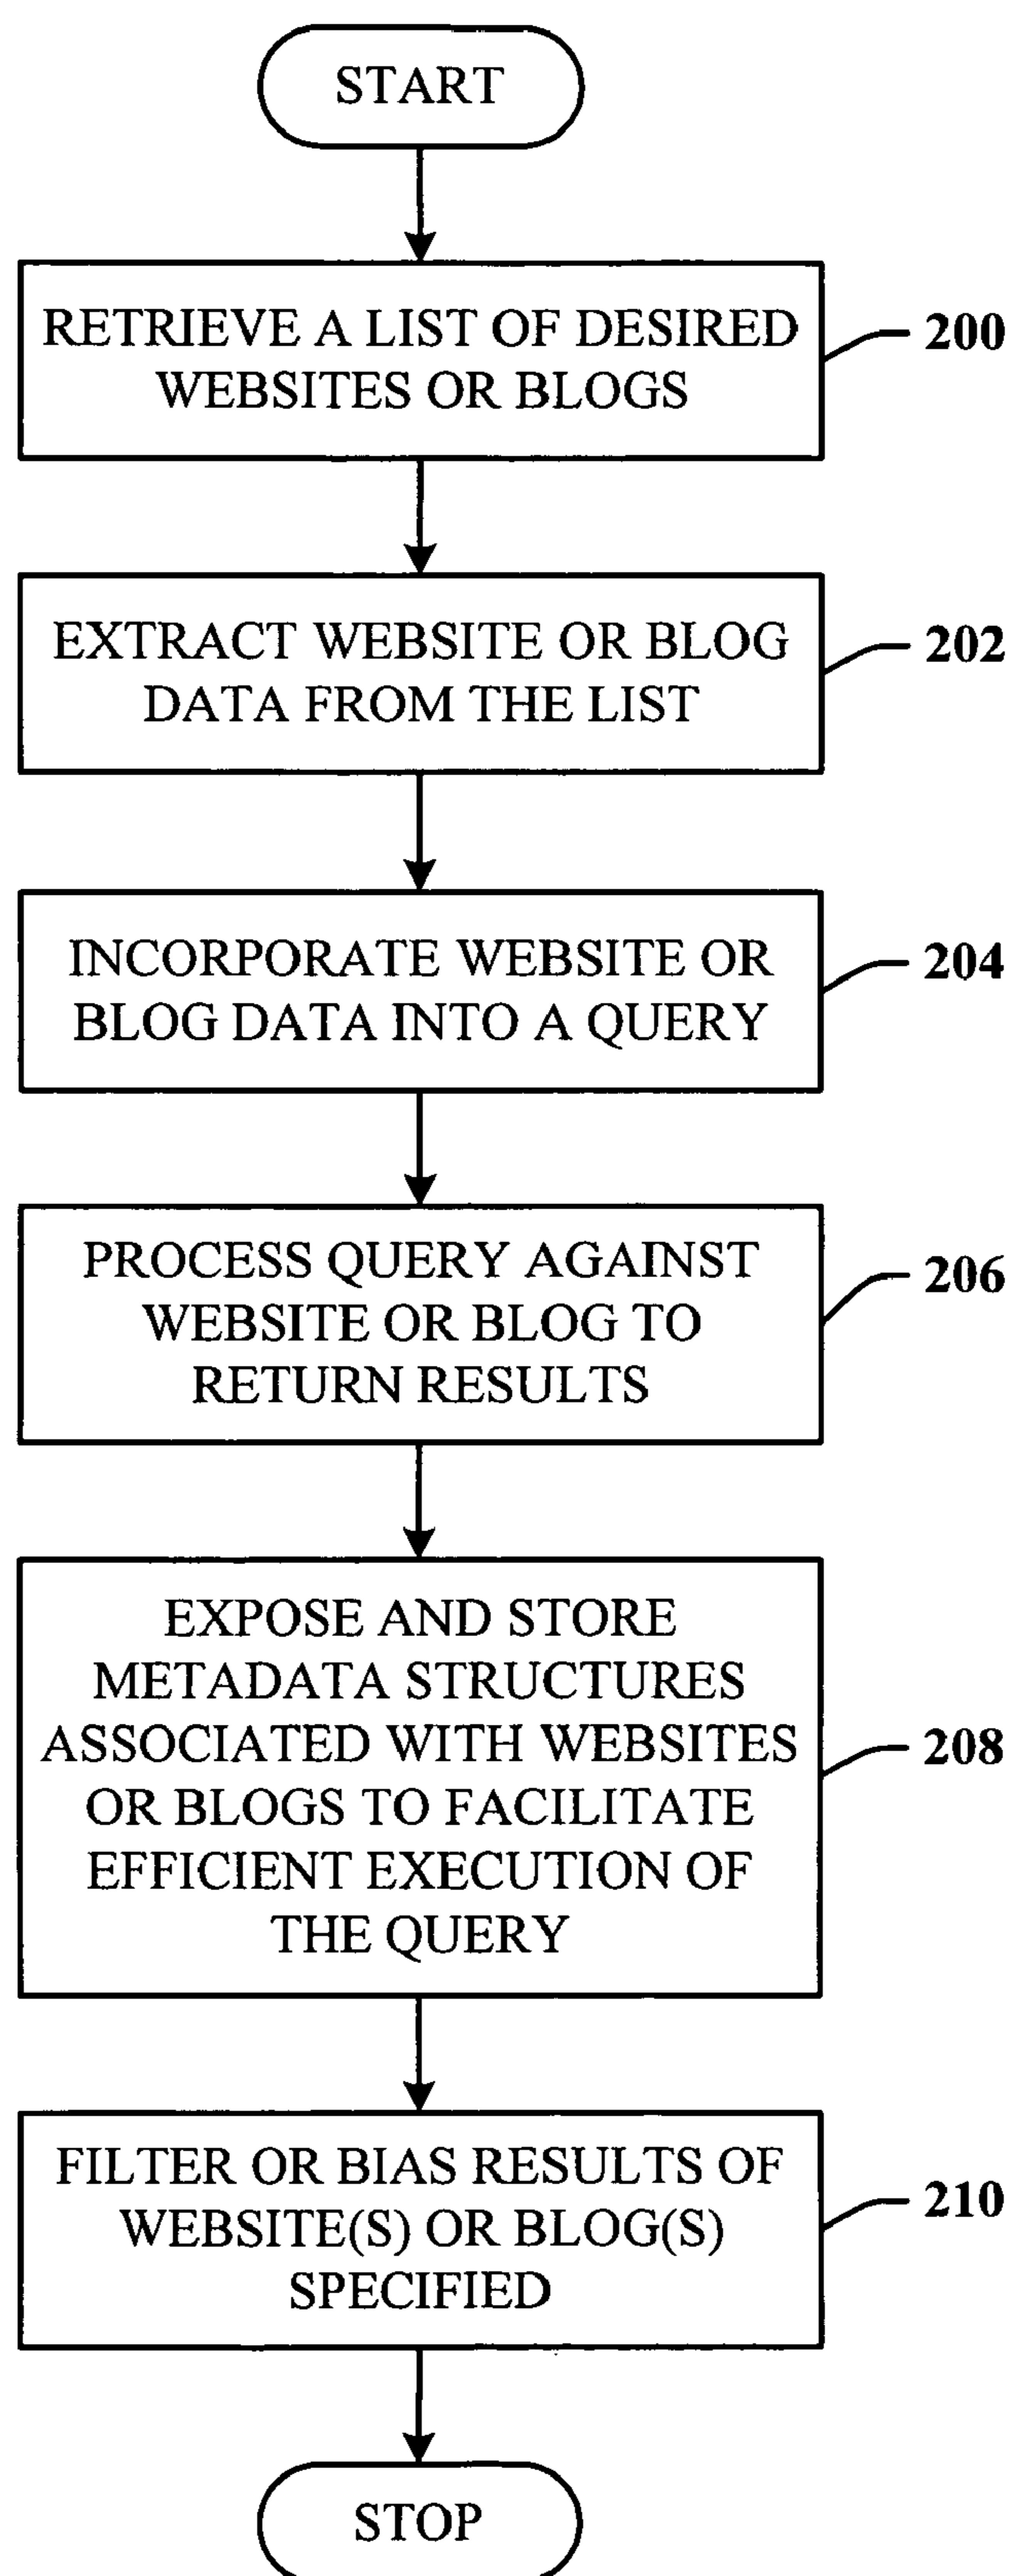 START
RETRIEVE A LIST OF DESIRED
WEBSITES OR BLOGS
200
EXTRACT WEBSITE OR BLOG
DATA FROM THE LIST
202
INCORPORATE WEBSITE OR
BLOG DATA INTO A QUERY
204
PROCESS QUERY AGAINST
WEBSITE OR BLOG TO
RETURN RESULTS
206
EXPOSE AND STORE
METADATA STRUCTURES
ASSOCIATED WITH WEBSITES
OR BLOGS TO FACILITATE
EFFICIENT EXECUTION OF
THE QUERY
208
FILTER OR BIAS RESULTS OF
WEBSITE(S) OR BLOG(S)
SPECIFIED
210
STOP